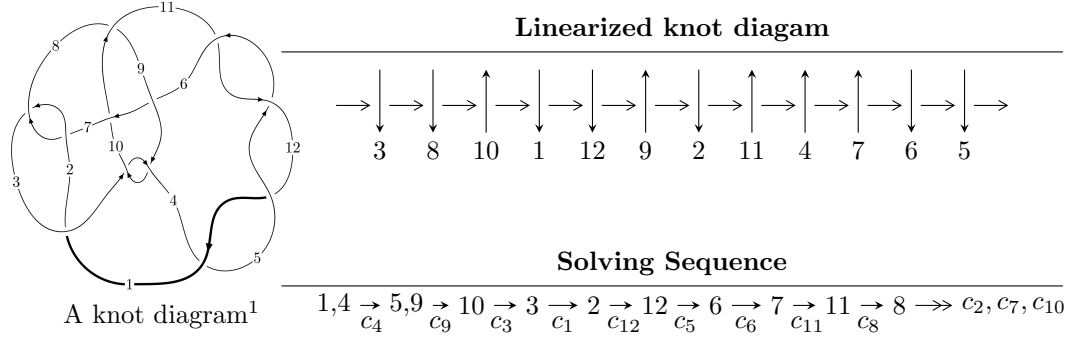 11
8
9
6
7
10
2
12
3
4
5
1
A knot diagram¹
Linearized knot diagam
3 8 10 1 12 9 2 11 4 7 6 5
Solving Sequence
1,4 → 5,9 → 10 → 3 → 2 → 12 → 6 → 7 → 11 → 8 →→ c₂, c₇, c₁₀
c₄ c₉ c₃ c₁ c₁₂ c₅ c₆ c₁₁ c₈